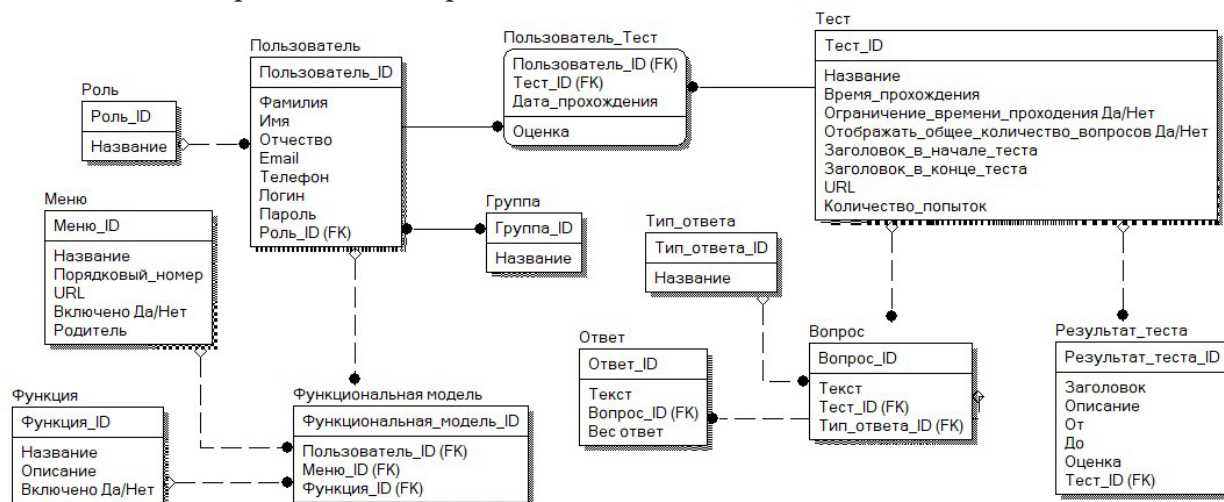 Тест
Тест_ID
Название
Время_прохождения
Ограничение_времени_проходения Да/Нет
Отображать_общее_количество_вопросов Да/Нет
Заголовок_в_начале_теста
Заголовок_в_конце_теста
URL
Количество_попыток
Пользователь_Тест
Пользователь_ID (FK)
Тест_ID (FK)
Дата_прохождения
Оценка
Пользователь
Пользователь_ID
Фамилия
Имя
Отчество
Email
Телефон
Логин
Пароль
Роль_ID (FK)
Роль
Роль_ID
Название
Меню
Меню_ID
Название
Порядковый_номер
URL
Включено Да/Нет
Родитель
Группа
Группа_ID
Название
Тип_ответа
Тип_ответа_ID
Название
Ответ
Ответ_ID
Текст
Вопрос_ID (FK)
Вес ответ
Вопрос
Вопрос_ID
Текст
Тест_ID (FK)
Тип_ответа_ID (FK)
Результат_теста
Результат_теста_ID
Заголовок
Описание
От
До
Оценка
Тест_ID (FK)
Функция
Функция_ID
Название
Описание
Включено Да/Нет
Функциональная модель
Функциональная_модель_ID
Пользователь_ID (FK)
Меню_ID (FK)
Функция_ID (FK)